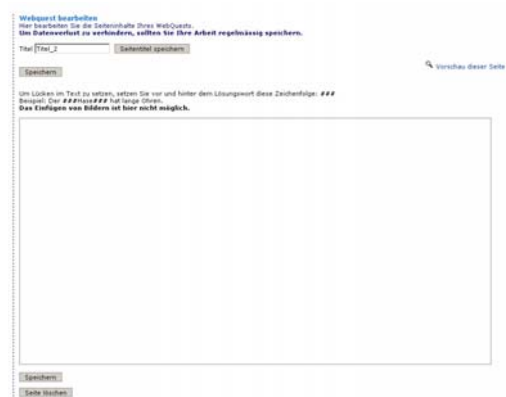 Webquest bearbeiten
Hier bearbeiten Sie die Seiteninhalte Ihres WebQuests.
Um Datenverlust zu verhindern, sollten Sie Ihre Arbeit regelmässig speichern.
Titel Titel_2 Seitentitel speichern
Vorschau dieser Seite
Speichern
Um Lücken im Text zu setzen, setzen Sie vor und hinter dem Lösungswort diese Zeichenfolge: ###
Beispiel: Der ###Hase### hat lange Ohren.
Das Einfügen von Bildern ist hier nicht möglich.
Speichern
Seite löschen